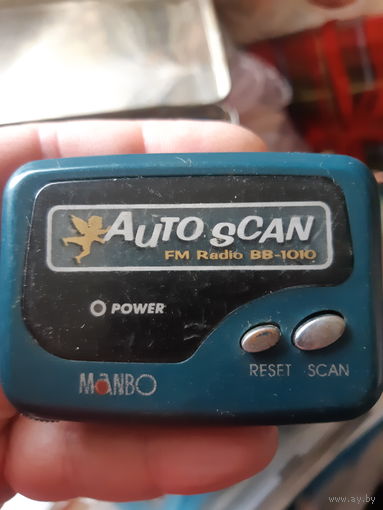 AUTO SCAN
FM Radio BB-1010
POWER
RESET SCAN
MANBO
www.ay.by